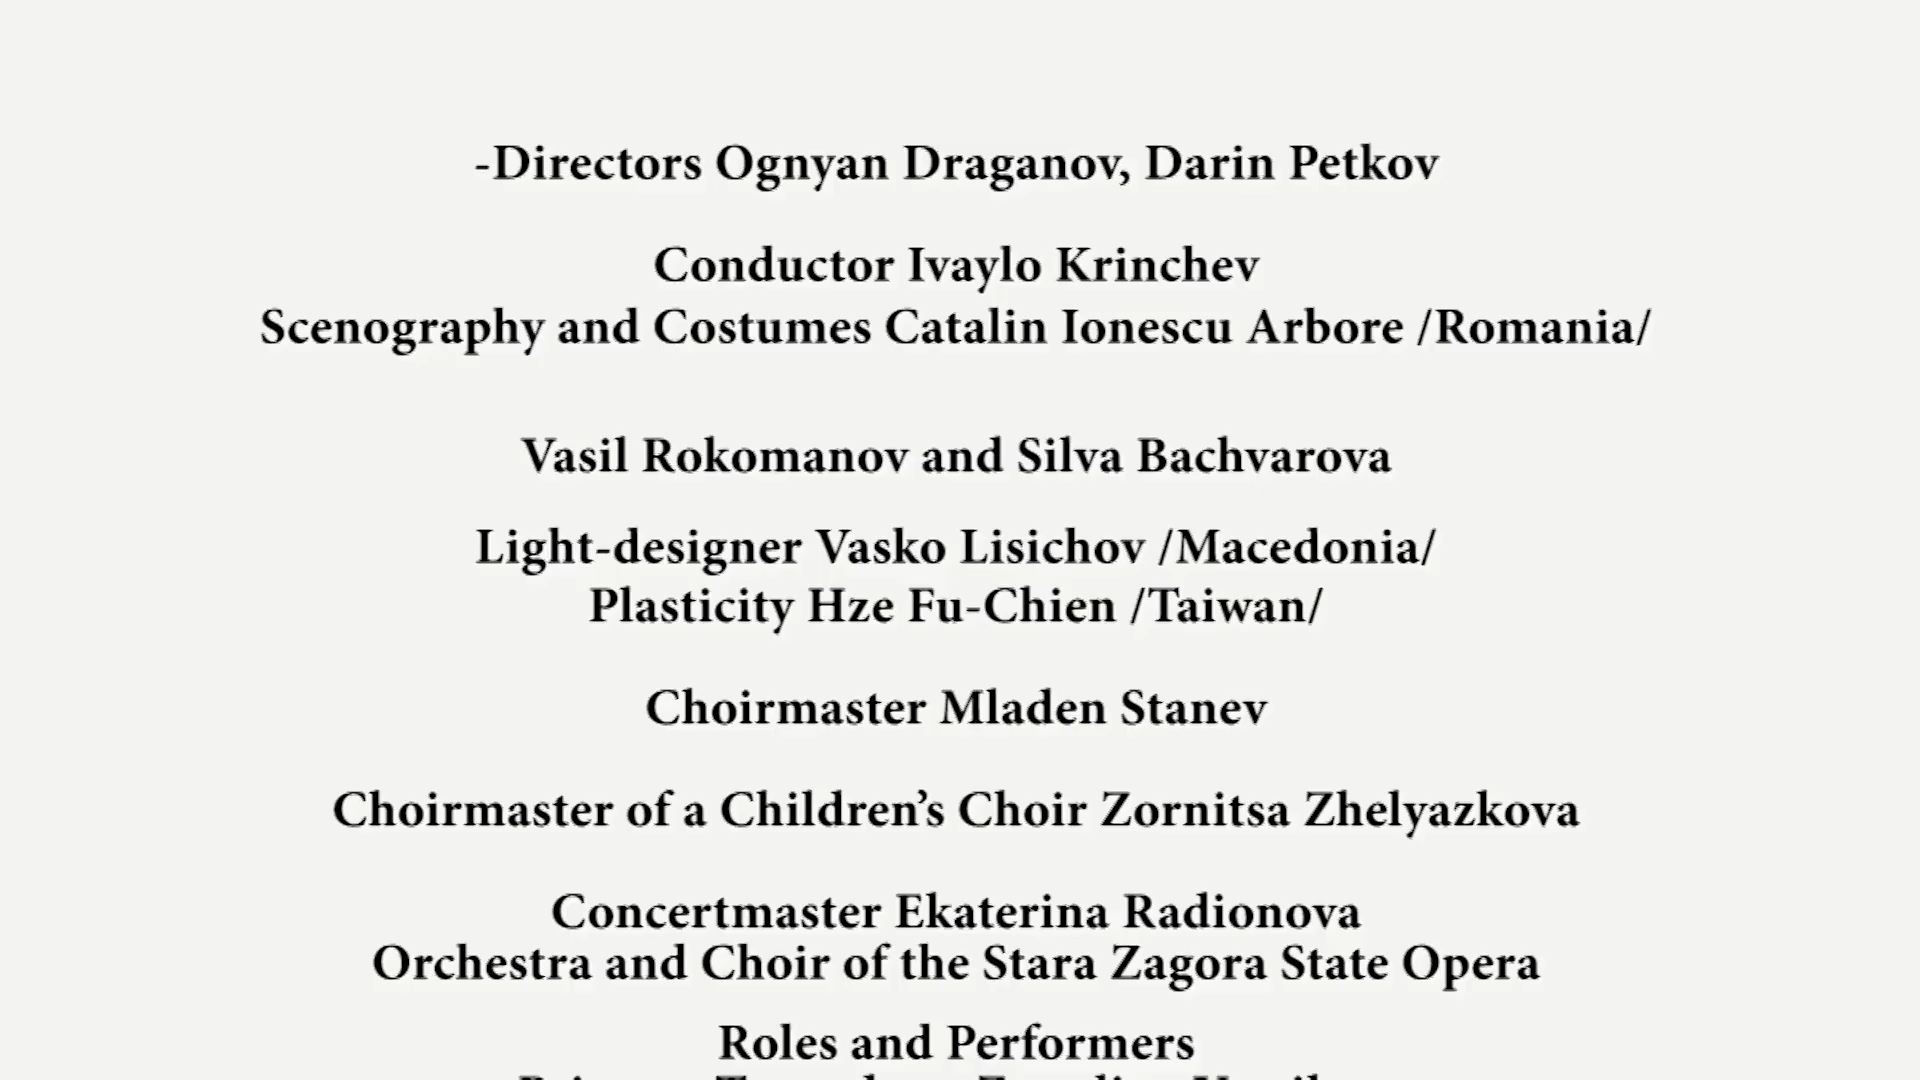 -Directors Ognyan Draganov, Darin Petkov
Conductor Ivaylo Krinchev
Scenography and Costumes Catalin Ionescu Arbore /Romania/
Vasil Rokomanov and Silva Bachvarova
Light-designer Vasko Lisichov /Macedonia/
Plasticity Hze Fu-Chien /Taiwan/
Choirmaster Mladen Stanev
Choirmaster of a Children’s Choir Zornitsa Zhelyazkova
Concertmaster Ekaterina Radionova
Orchestra and Choir of the Stara Zagora State Opera
Roles and Performers